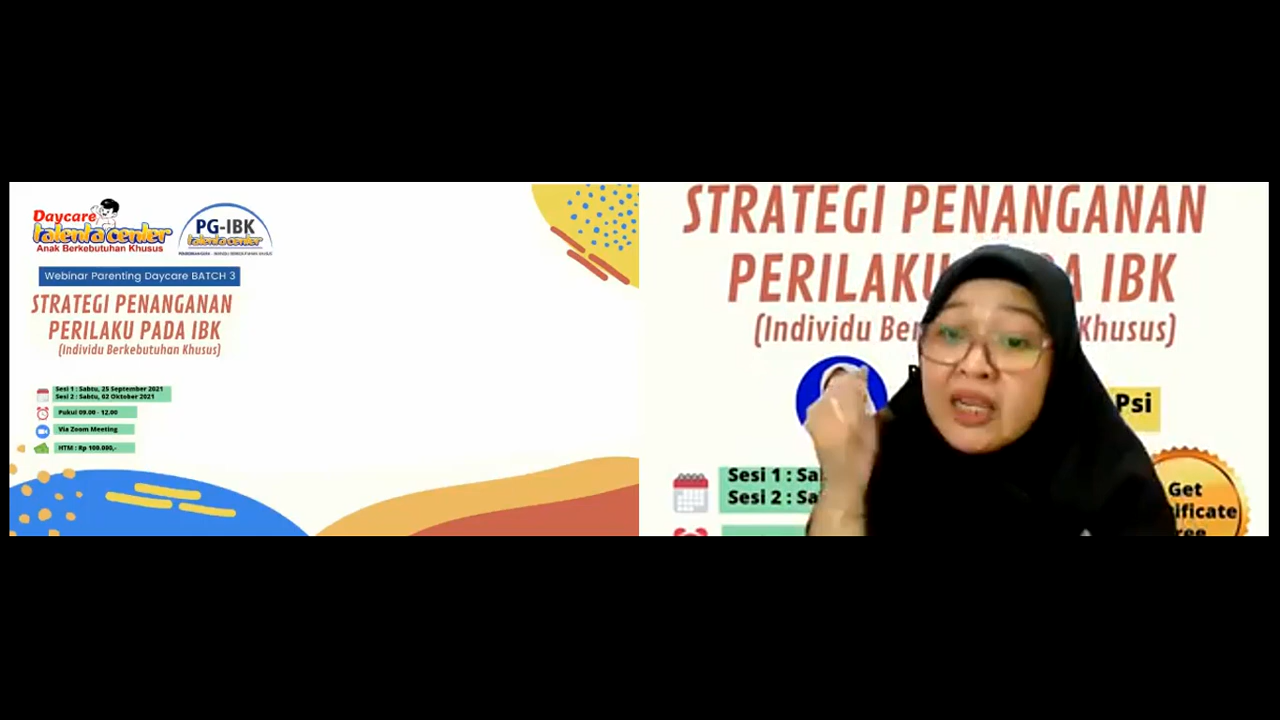 Daycare
talenta center
Anak Berkebutuhan Khusus
PG-IBK
talenta center
Webinar Parenting Daycare BATCH 3
STRATEGI PENANGANAN
PERILAKU PADA IBK
(Individu Berkebutuhan Khusus)
Sesi 1 : Sabtu, 25 September 2021
Sesi 2 : Sabtu, 02 Oktober 2021
Pukul 09.00 - 12.00
Via Zoom Meeting
HTM : Rp 100.000,-
STRATEGI PENANGANAN
PERILAKU DA IBK
(Individu Ber Khusus)
Psi
Sesi 1 : Sa
Sesi 2 : Sa
Get
ificate
ree